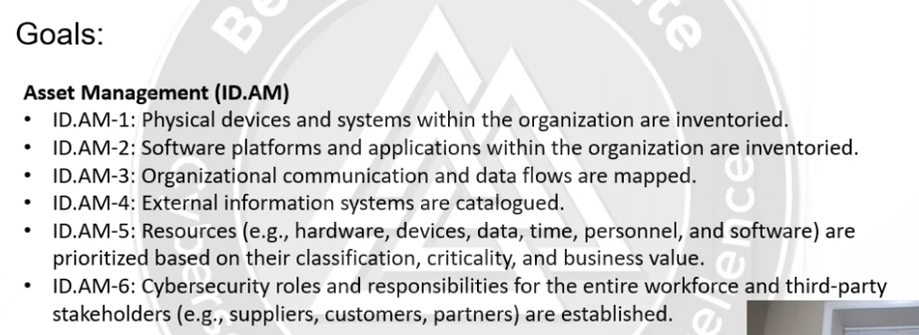 Goals:
Asset Management (ID.AM)
• ID.AM-1: Physical devices and systems within the organization are inventoried.
• ID.AM-2: Software platforms and applications within the organization are inventoried.
• ID.AM-3: Organizational communication and data flows are mapped.
• ID.AM-4: External information systems are catalogued.
• ID.AM-5: Resources (e.g., hardware, devices, data, time, personnel, and software) are
prioritized based on their classification, criticality, and business value.
• ID.AM-6: Cybersecurity roles and responsibilities for the entire workforce and third-party
stakeholders (e.g., suppliers, customers, partners) are established.